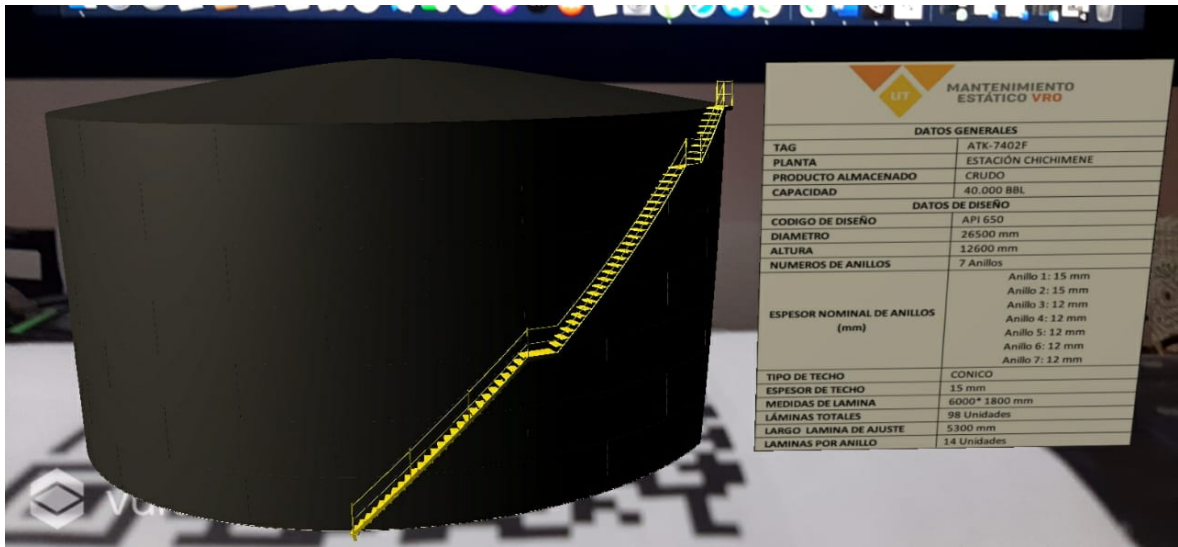 LIT
MANTENIMIENTO
ESTÁTICO VRO
DATOS GENERALES
TAG ATK-7402F
PLANTA ESTACIÓN CHICHIMENE
PRODUCTO ALMACENADO CRUDO
CAPACIDAD 40.000 BBL
DATOS DE DISEÑO
CODIGO DE DISEÑO API 650
DIAMETRO 26500 mm
ALTURA 12600 mm
NUMEROS DE ANILLOS 7 Anillos
ESPESOR NOMINAL DE ANILLOS
(mm)
Anillo 1: 15 mm
Anillo 2: 15 mm
Anillo 3: 12 mm
Anillo 4: 12 mm
Anillo 5: 12 mm
Anillo 6: 12 mm
Anillo 7: 12 mm
TIPO DE TECHO CONICO
ESPESOR DE TECHO 15 mm
MEDIDAS DE LAMINA 6000* 1800 mm
LÁMINAS TOTALES 98 Unidades
LARGO LAMINA DE AJUSTE 5300 mm
LAMINAS POR ANILLO 14 Unidades